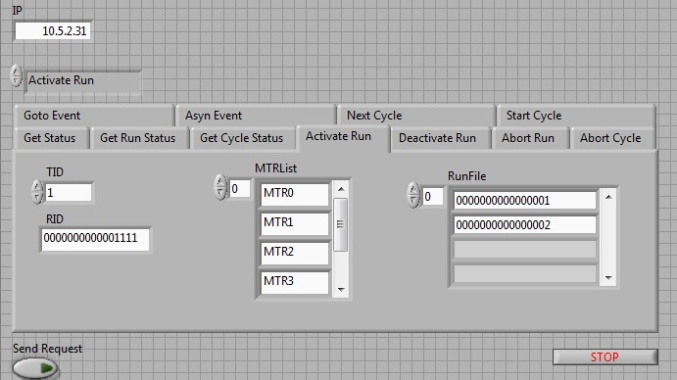 IP
10.5.2.31
Activate Run
Goto Event Asyn Event Next Cycle Start Cycle
Get Status Get Run Status Get Cycle Status Activate Run Deactivate Run Abort Run Abort Cycle
TID
1
RID
0000000000001111
MTRList
0
MTR0
MTR1
MTR2
MTR3
RunFile
0
0000000000000001
0000000000000002
Send Request
STOP